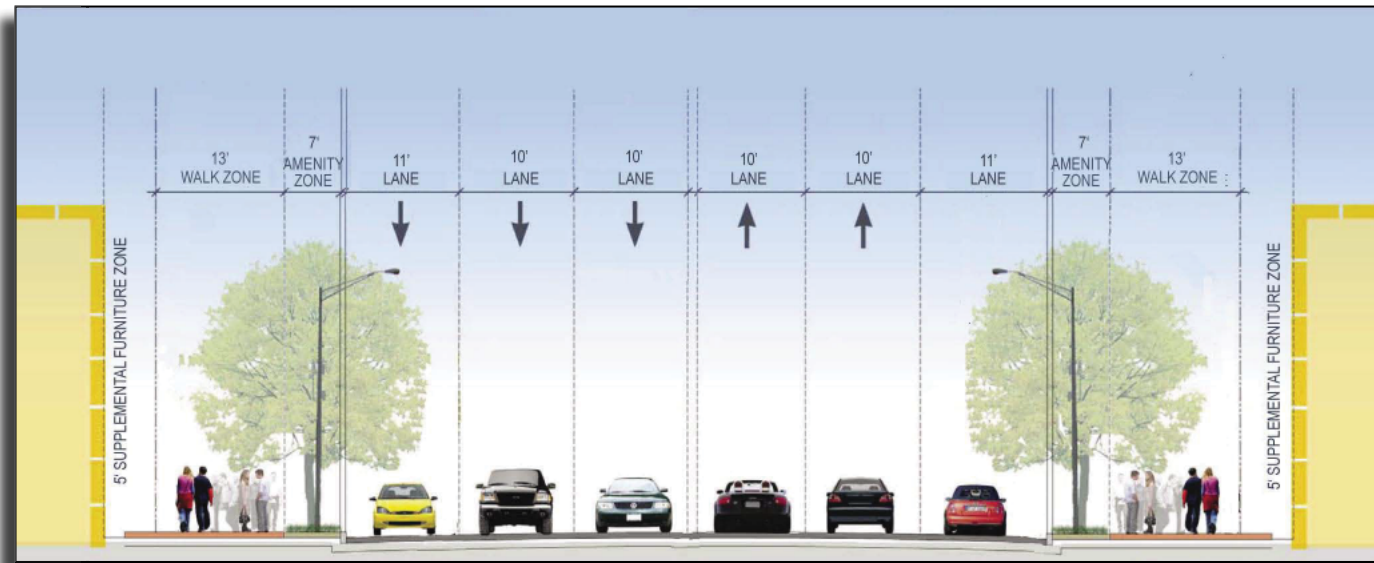 5' SUPPLEMENTAL FURNITURE ZONE
13'
WALK ZONE
7'
AMENITY
ZONE
11'
LANE
10'
LANE
10'
LANE
10'
LANE
10'
LANE
11'
LANE
7'
AMENITY
ZONE
13'
WALK ZONE
5' SUPPLEMENTAL FURNITURE ZONE